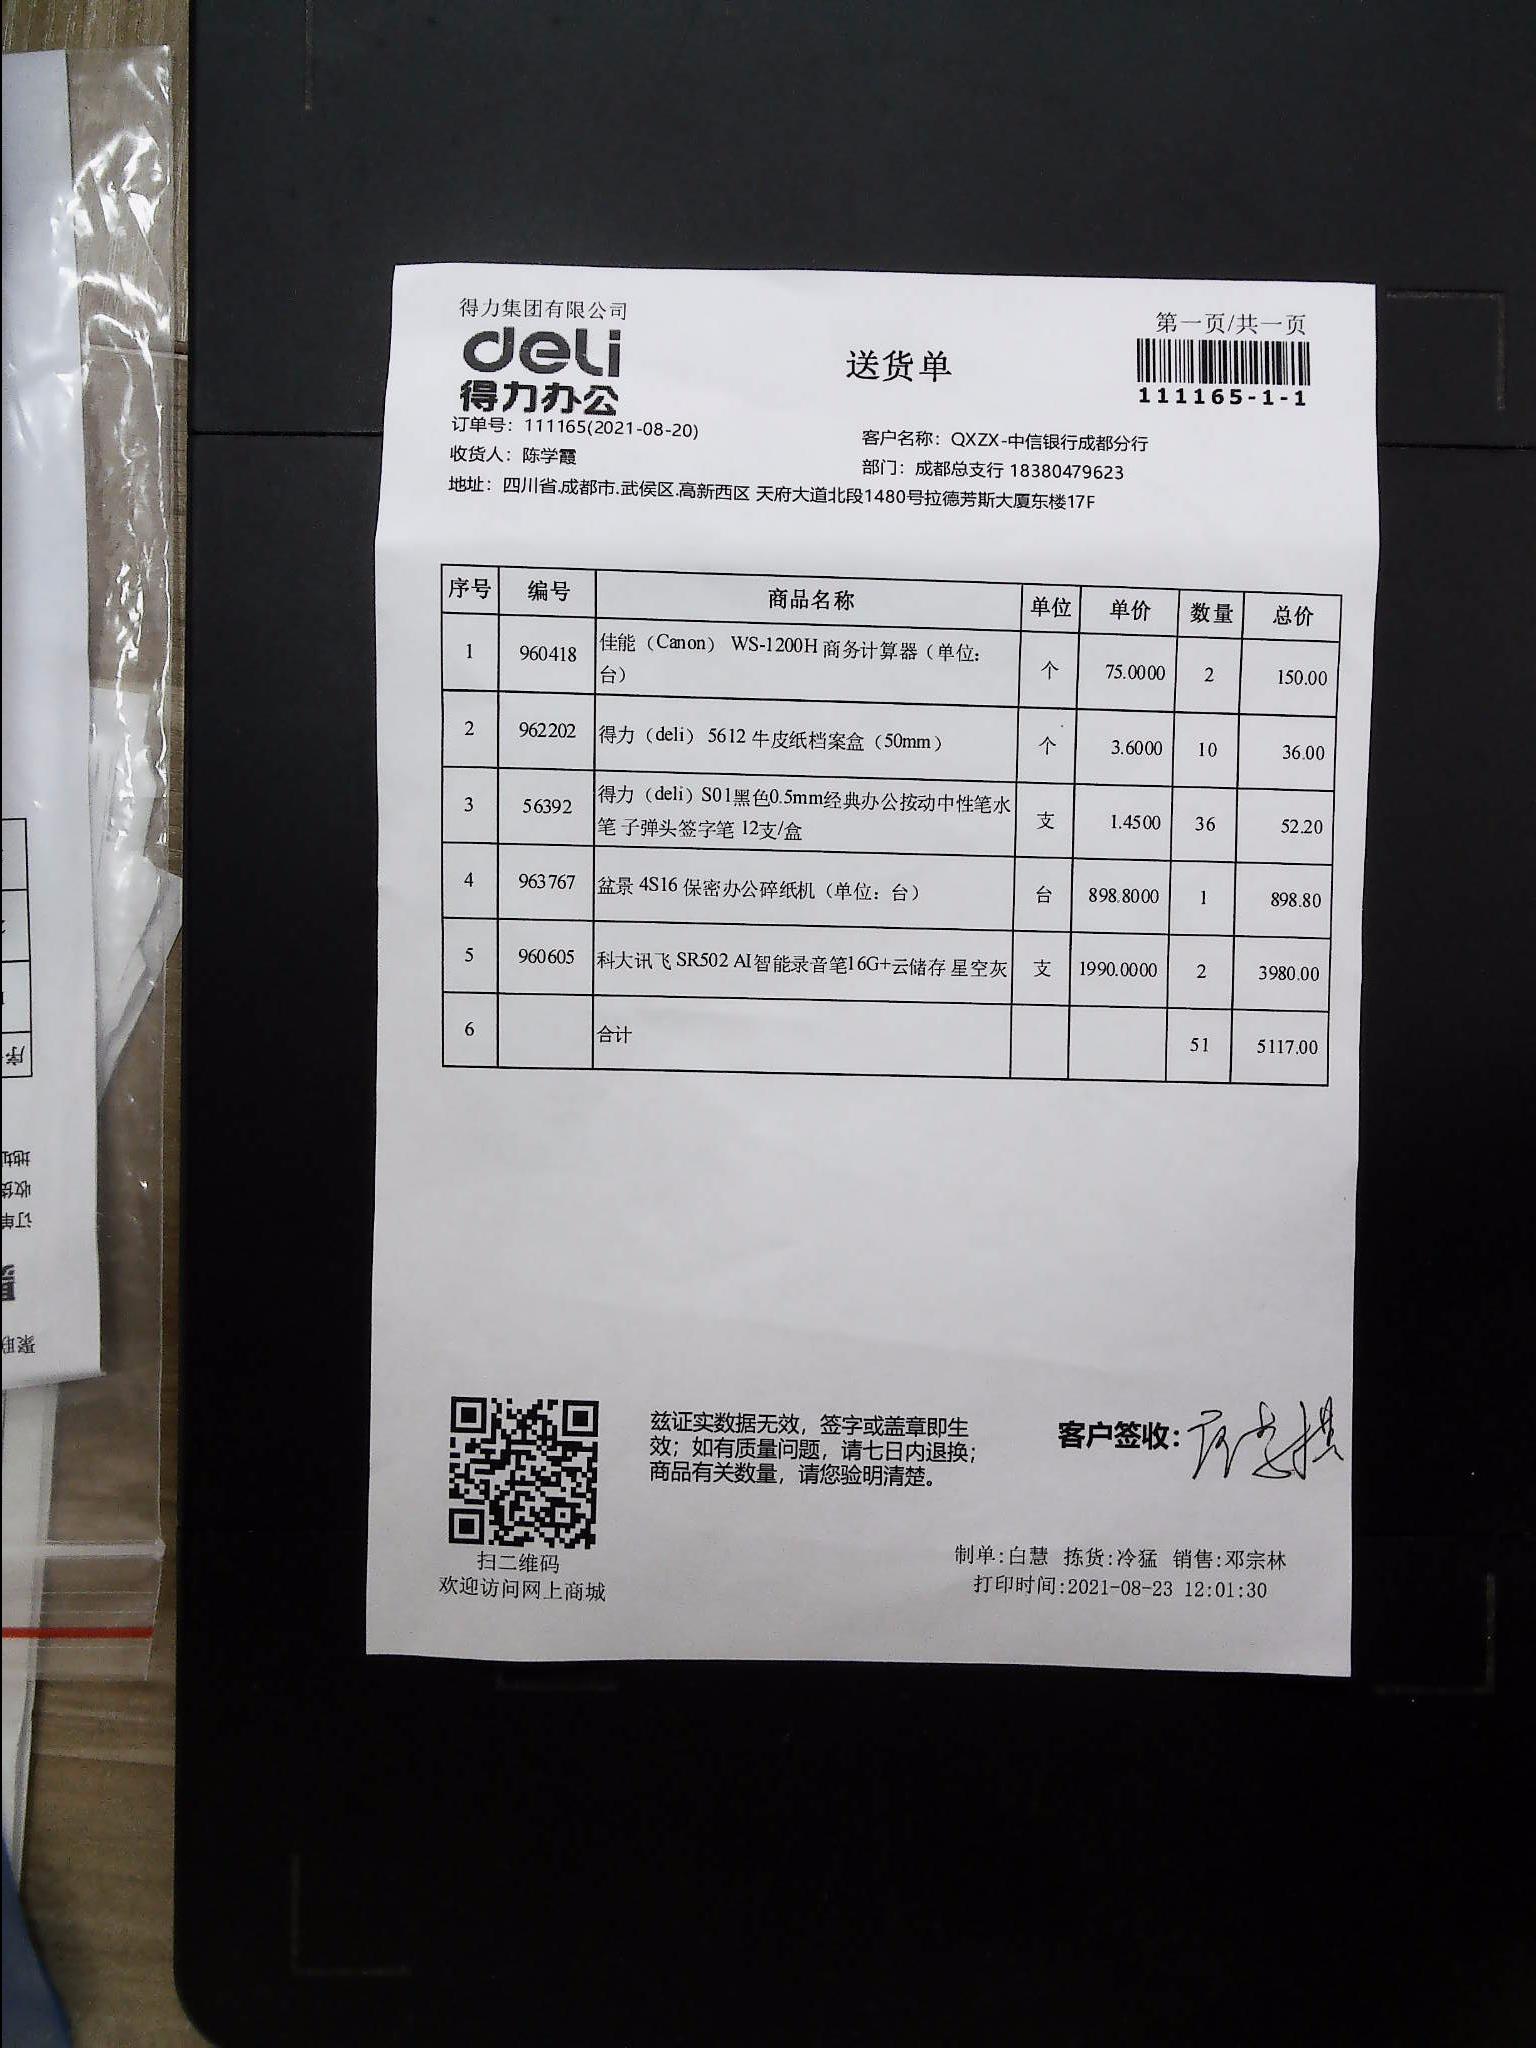 得力集团有限公司
deli
得力办公
送货单
第一页/共一页
111165-1-1
订单号：111165(2021-08-20)
客户名称：QXZX-中信银行成都分行
收货人：陈学霞
部门：成都总支行 18380479623
地址：四川省.成都市.武侯区.高新西区 天府大道北段1480号拉德芳斯大厦东楼17F
序号 编号 商品名称 单位 单价 数量 总价
1 960418 佳能（Canon） WS-1200H 商务计算器（单位：
台） 个 75.0000 2 150.00
2 962202 得力（deli） 5612 牛皮纸档案盒（50mm） 个 3.6000 10 36.00
3 56392 得力（deli）S01黑色0.5mm经典办公按动中性笔水
笔 子弹头签字笔 12支/盒 支 1.4500 36 52.20
4 963767 盆景 4S16 保密办公碎纸机（单位：台） 台 898.8000 1 898.80
5 960605 科大讯飞 SR502 AI智能录音笔16G+云储存 星空灰 支 1990.0000 2 3980.00
6 合计 51 5117.00
兹证实数据无效，签字或盖章即生
效；如有质量问题，请七日内退换；
商品有关数量，请您验明清楚。
客户签收：
扫二维码
欢迎访问网上商城
制单:白慧 拣货:冷猛 销售:邓宗林
打印时间:2021-08-23 12:01:30
序
地
收货
订单
聚联